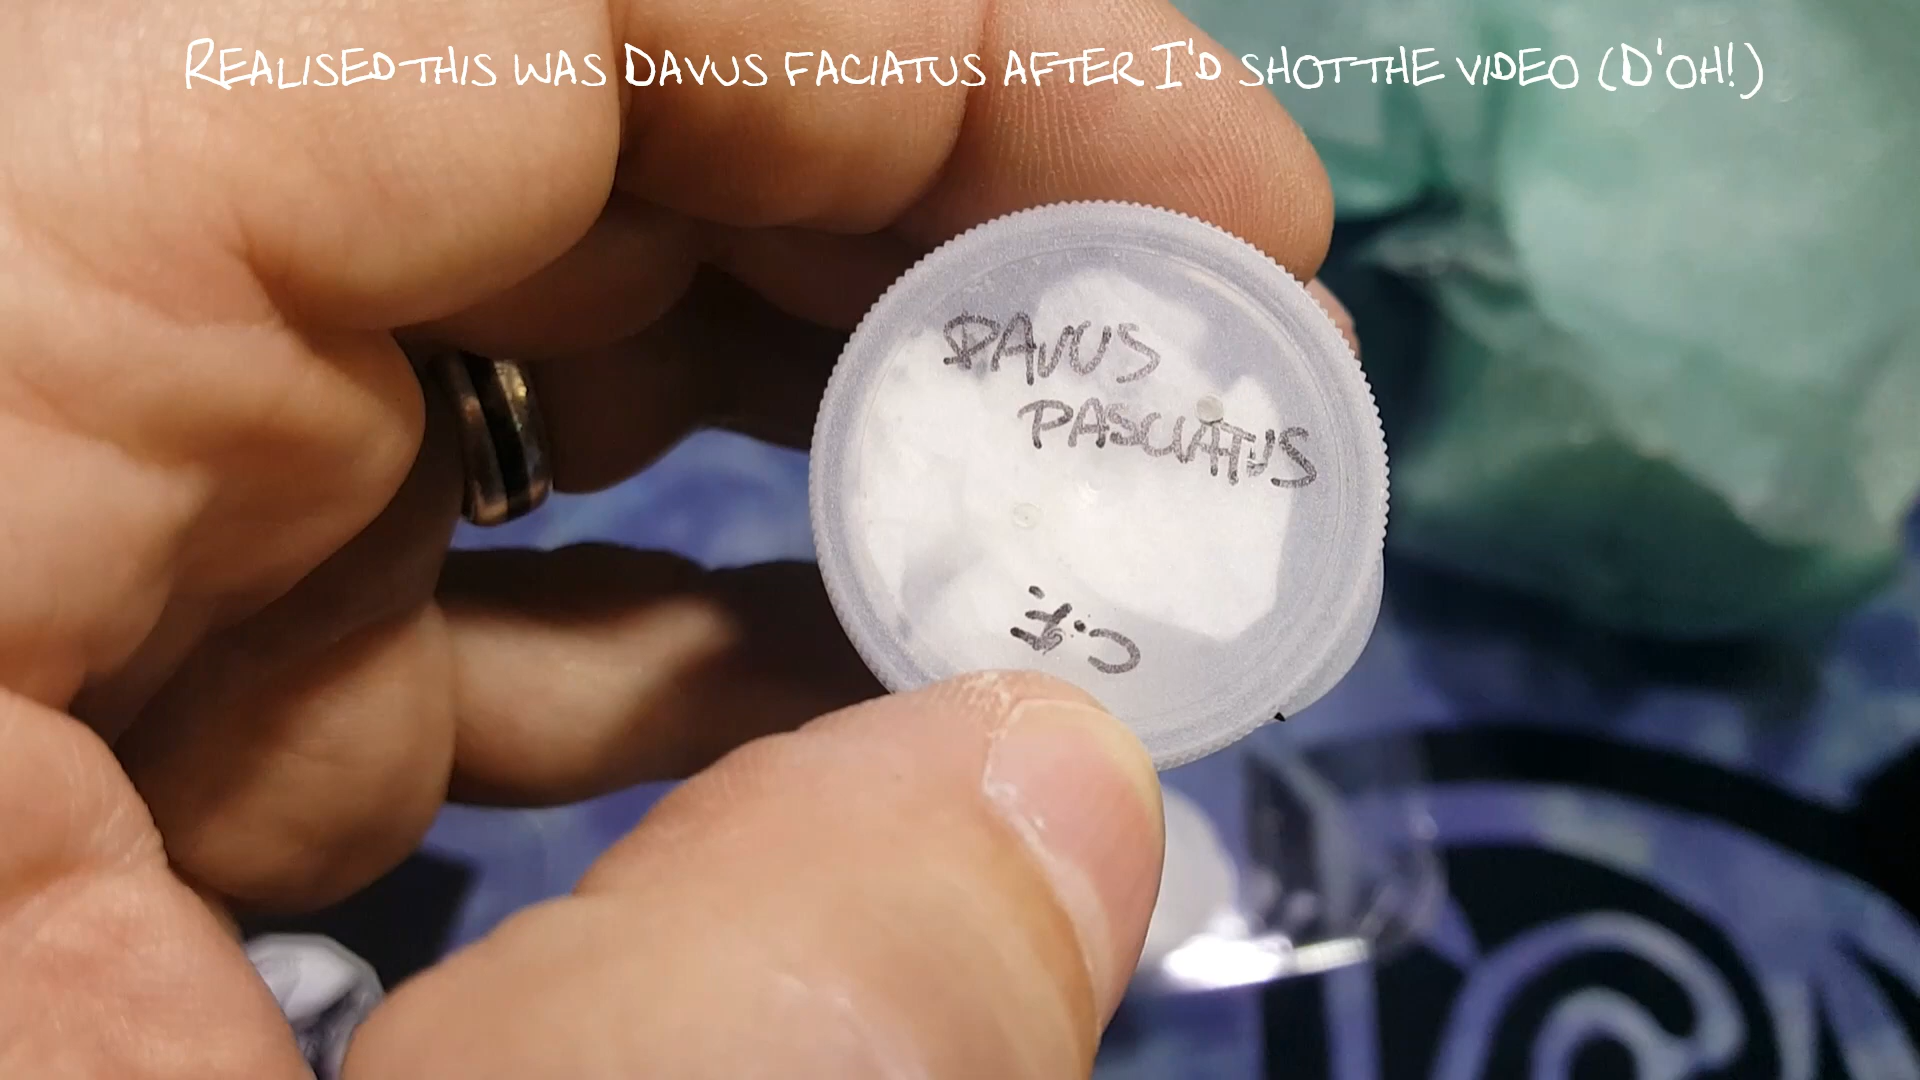 REALISED THIS WAS DAVUS FACIATUS AFTER I'D SHOT THE VIDEO (D'OH!)
DAVUS
PASCIATUS
C.F.